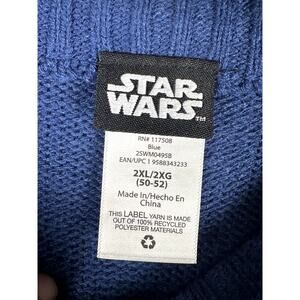 STAR
WARS
TM
RN# 117508
Blue
25WM0495B
EAN/UPC 1 9588343233
2XL/2XG
(50-52)
Made In/Hecho En
China
THIS LABEL YARN IS MADE
OUT OF 100% RECYCLED
POLYESTER MATERIALS